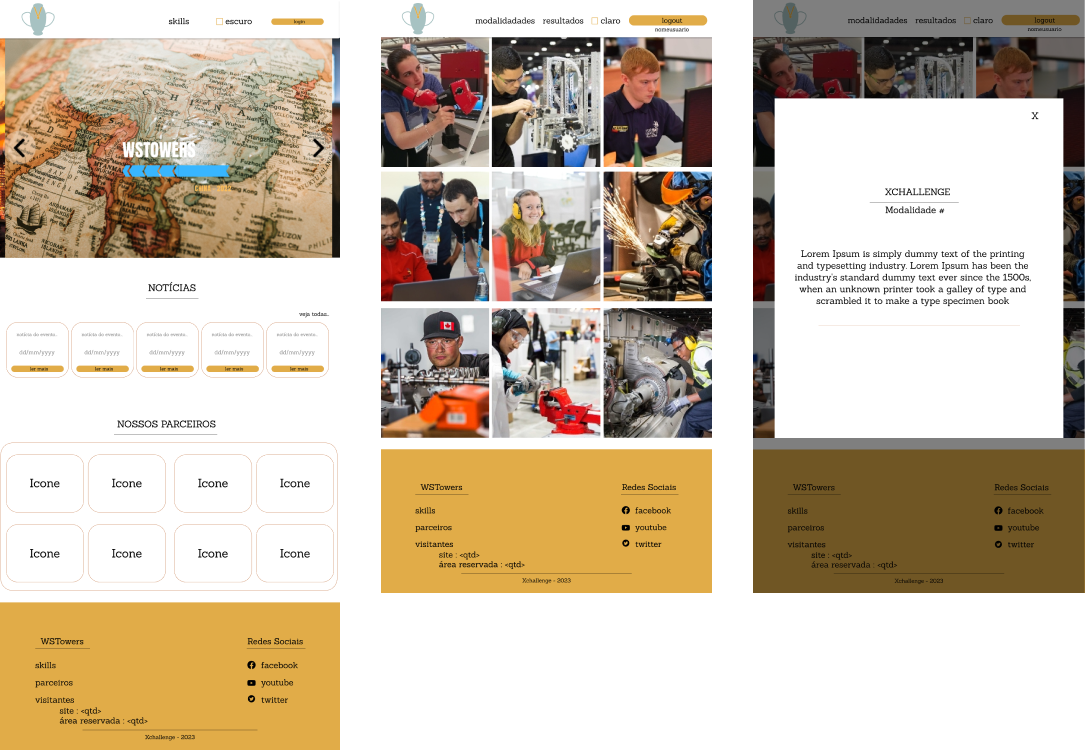 skills escuro login
WSTOWERS
NOTÍCIAS
veja todas..
noticia do evento.. noticia do evento.. noticia do evento.. noticia do evento.. noticia do evento..
dd/mm/yyyy dd/mm/yyyy dd/mm/yyyy dd/mm/yyyy dd/mm/yyyy
ler mais ler mais ler mais ler mais ler mais
NOSSOS PARCEIROS
Icone Icone Icone Icone
Icone Icone Icone Icone
WSTowers Redes Sociais
skills facebook
parceiros youtube
visitantes twitter
site : <qtd>
área reservada : <qtd>
Xchallenge - 2023
modalidadades resultados claro logout
nomeusuario
WSTowers Redes Sociais
skills facebook
parceiros youtube
visitantes twitter
site : <qtd>
área reservada : <qtd>
Xchallenge - 2023
modalidadades resultados claro logout
nomeusuario
X
XCHALLENGE
Modalidade #
Lorem Ipsum is simply dummy text of the printing
and typesetting industry. Lorem Ipsum has been the
industry's standard dummy text ever since the 1500s,
when an unknown printer took a galley of type and
scrambled it to make a type specimen book
WSTowers Redes Sociais
skills facebook
parceiros youtube
visitantes twitter
site : <qtd>
área reservada : <qtd>
Xchallenge - 2023